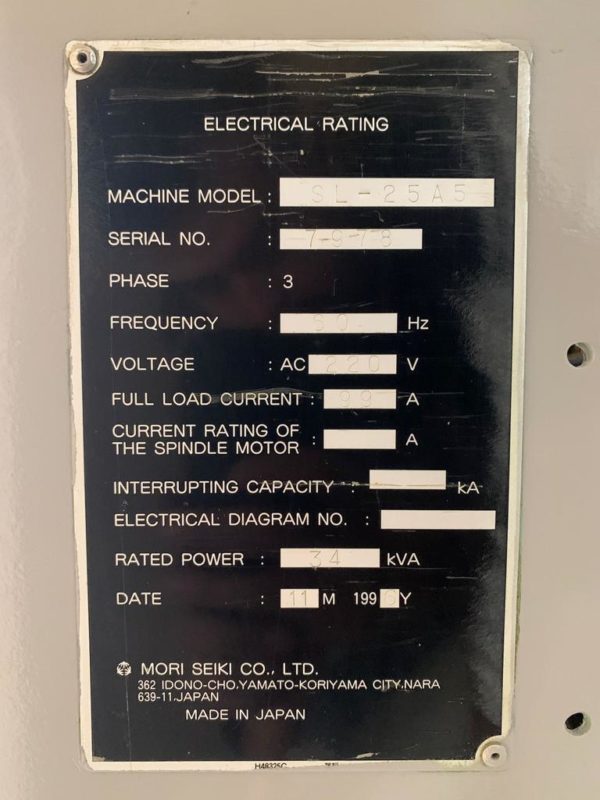 ELECTRICAL RATING
MACHINE MODEL : SL-25A5
SERIAL NO. : 7978
PHASE : 3
FREQUENCY : Hz
VOLTAGE : AC 220 V
FULL LOAD CURRENT : 99 A
CURRENT RATING OF
THE SPINDLE MOTOR : A
INTERRUPTING CAPACITY : kA
ELECTRICAL DIAGRAM NO. :
RATED POWER : 34 kVA
DATE : 11 M 199 Y
MORI SEIKI CO., LTD.
362 IDONO-CHO,YAMATO-KORIYAMA CITY,NARA
639-11,JAPAN
MADE IN JAPAN